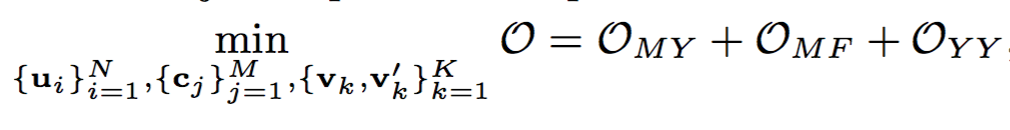 min 𝒪 = 𝒪_{MY} + 𝒪_{MF} + 𝒪_{YY},
{𝐮_i}_{i=1}^{N},{𝐜_j}_{j=1}^{M},{𝐯_k,𝐯′_k}_{k=1}^{K}